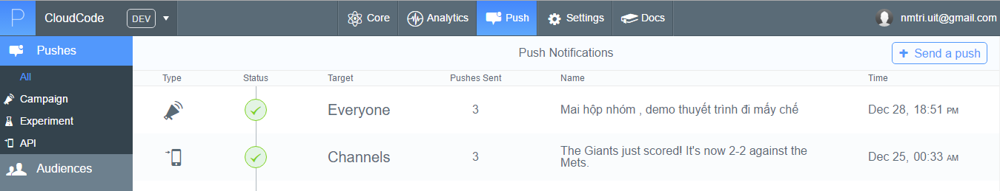 P CloudCode DEV Core Analytics Push Settings Docs nmtri.uit@gmail.com
Pushes
Push Notifications
+ Send a push
All
Type Status Target Pushes Sent Name Time
Campaign
Everyone 3 Mai hộp nhóm , demo thuyết trình đi mấy chế Dec 28, 18:51 PM
Experiment
API
Channels 3 The Giants just scored! It's now 2-2 against the
Mets. Dec 25, 00:33 AM
Audiences